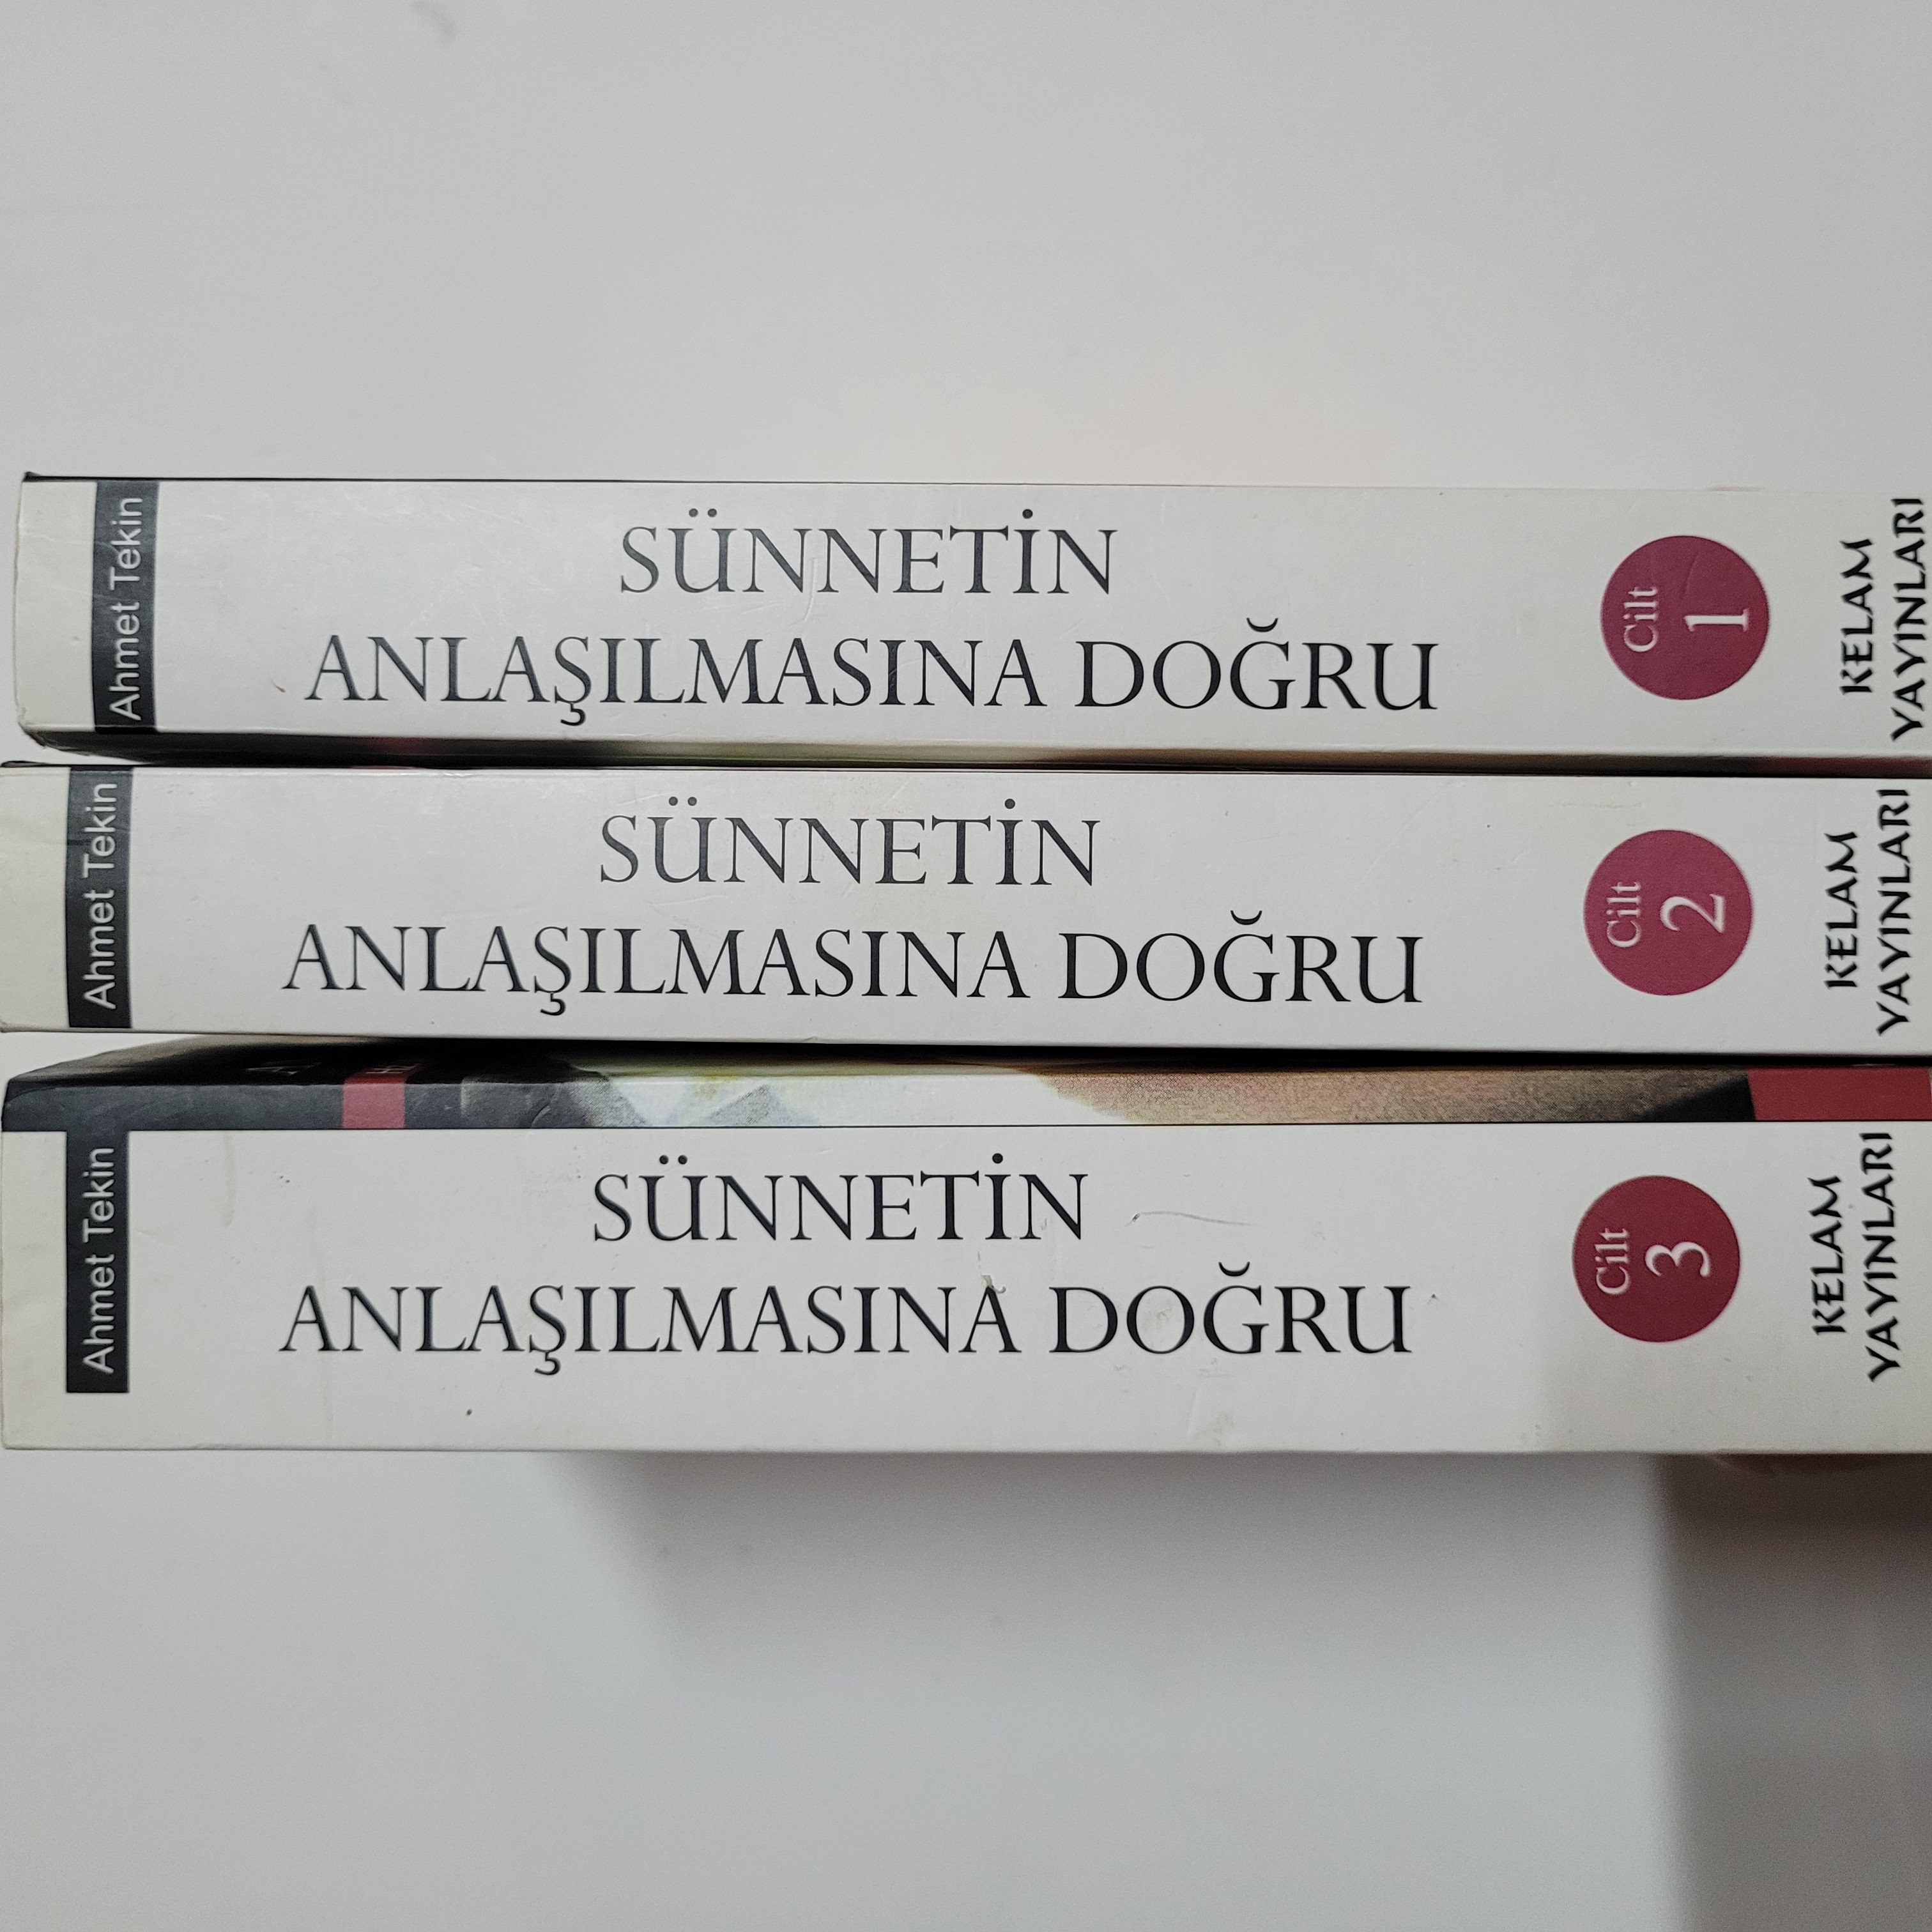 Ahmet Tekin
SÜNNETİN
ANLAŞILMASINA DOĞRU
Cilt
1
KELAM
YAYINLARI
Ahmet Tekin
SÜNNETİN
ANLAŞILMASINA DOĞRU
Cilt
2
KELAM
YAYINLARI
Ahmet Tekin
SÜNNETİN
ANLAŞILMASINA DOĞRU
Cilt
3
KELAM
YAYINLARI